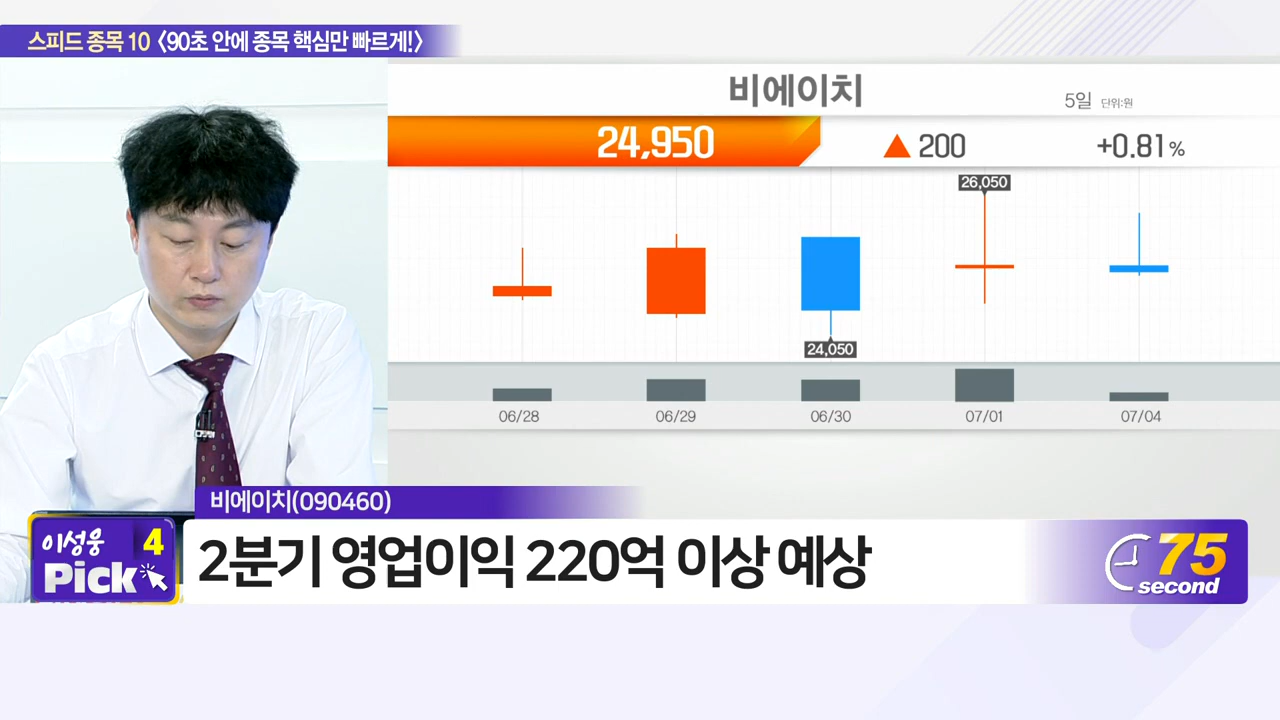 스피드 종목 10 <90초 안에 종목 핵심만 빠르게!>
비에이치
5일 단위:원
24,950 ▲ 200 +0.81%
26,050
24,050
06/28 06/29 06/30 07/01 07/04
비에이치(090460)
이성웅 4
Pick
2분기 영업이익 220억 이상 예상
75
second